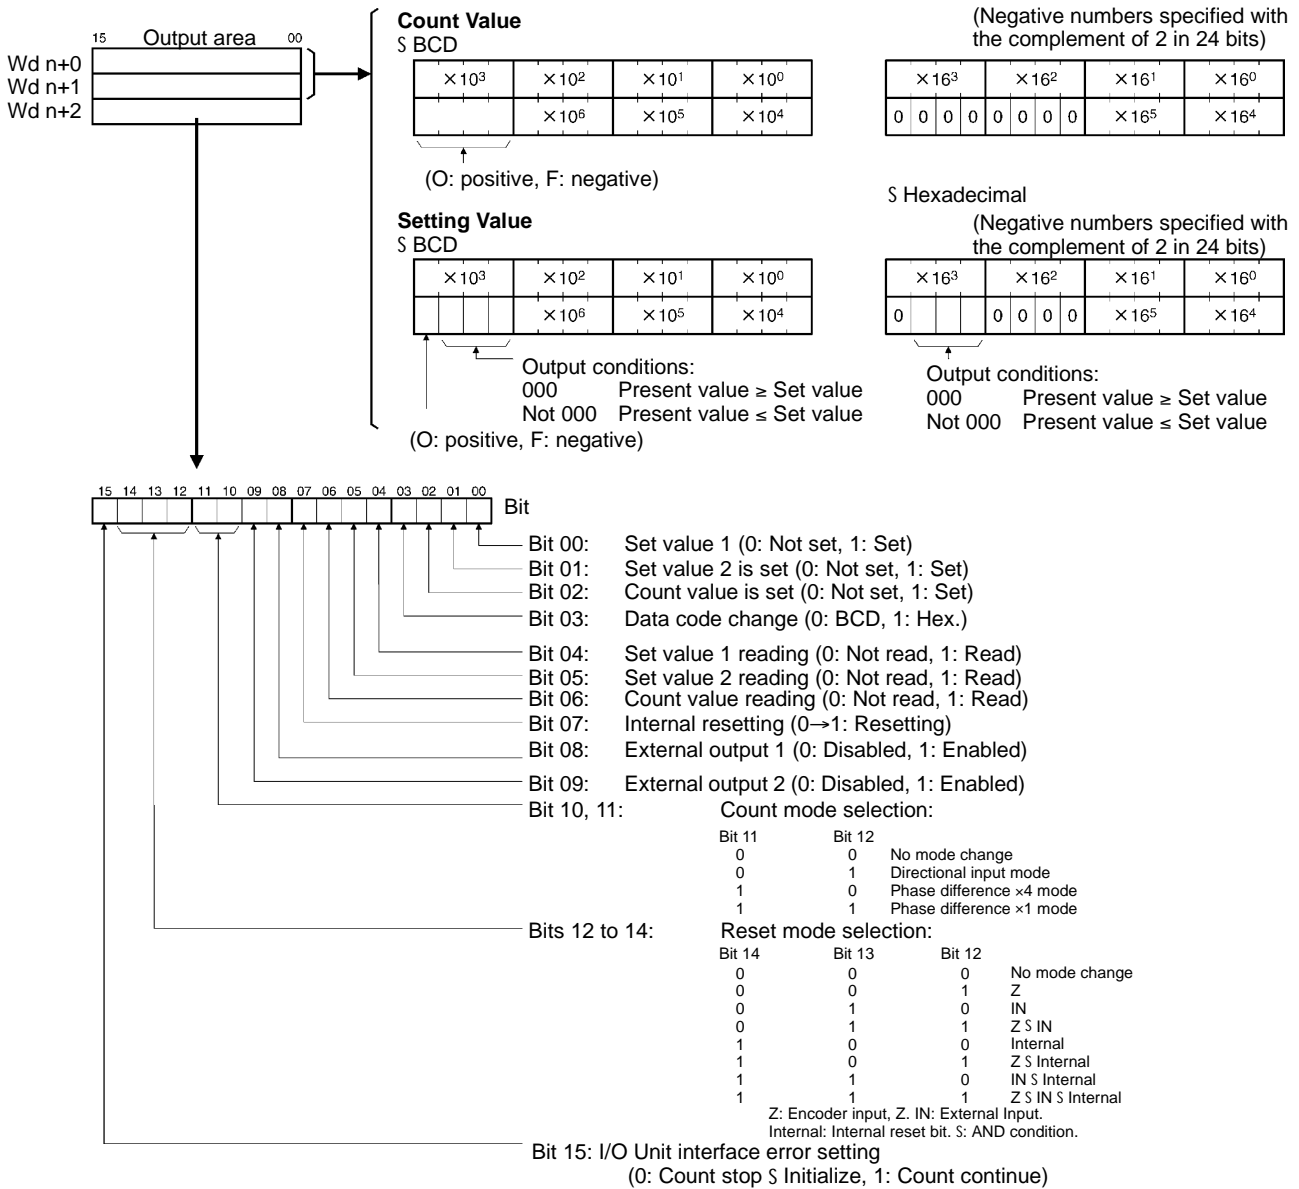 15 Output area 00
Wd n+0
Wd n+1
Wd n+2
Count Value
S BCD
×10³ ×10² ×10¹ ×10⁰
×10⁶ ×10⁵ ×10⁴
(O: positive, F: negative)
(Negative numbers specified with
the complement of 2 in 24 bits)
×16³ ×16² ×16¹ ×16⁰
0 0 0 0 0 0 0 0 ×16⁵ ×16⁴
Setting Value
S BCD
×10³ ×10² ×10¹ ×10⁰
×10⁶ ×10⁵ ×10⁴
Output conditions:
000 Present value ≥ Set value
Not 000 Present value ≤ Set value
(O: positive, F: negative)
S Hexadecimal
(Negative numbers specified with
the complement of 2 in 24 bits)
×16³ ×16² ×16¹ ×16⁰
0 0 0 0 0 ×16⁵ ×16⁴
Output conditions:
000 Present value ≥ Set value
Not 000 Present value ≤ Set value
15 14 13 12 11 10 09 08 07 06 05 04 03 02 01 00
Bit
Bit 00: Set value 1 (0: Not set, 1: Set)
Bit 01: Set value 2 is set (0: Not set, 1: Set)
Bit 02: Count value is set (0: Not set, 1: Set)
Bit 03: Data code change (0: BCD, 1: Hex.)
Bit 04: Set value 1 reading (0: Not read, 1: Read)
Bit 05: Set value 2 reading (0: Not read, 1: Read)
Bit 06: Count value reading (0: Not read, 1: Read)
Bit 07: Internal resetting (0→1: Resetting)
Bit 08: External output 1 (0: Disabled, 1: Enabled)
Bit 09: External output 2 (0: Disabled, 1: Enabled)
Bit 10, 11: Count mode selection:
Bit 11 Bit 12
0 0 No mode change
0 1 Directional input mode
1 0 Phase difference ×4 mode
1 1 Phase difference ×1 mode
Bits 12 to 14: Reset mode selection:
Bit 14 Bit 13 Bit 12
0 0 0 No mode change
0 0 1 Z
0 1 0 IN
0 1 1 Z S IN
1 0 0 Internal
1 0 1 Z S Internal
1 1 0 IN S Internal
1 1 1 Z S IN S Internal
Z: Encoder input, Z. IN: External Input.
Internal: Internal reset bit. S: AND condition.
Bit 15: I/O Unit interface error setting
(0: Count stop S Initialize, 1: Count continue)